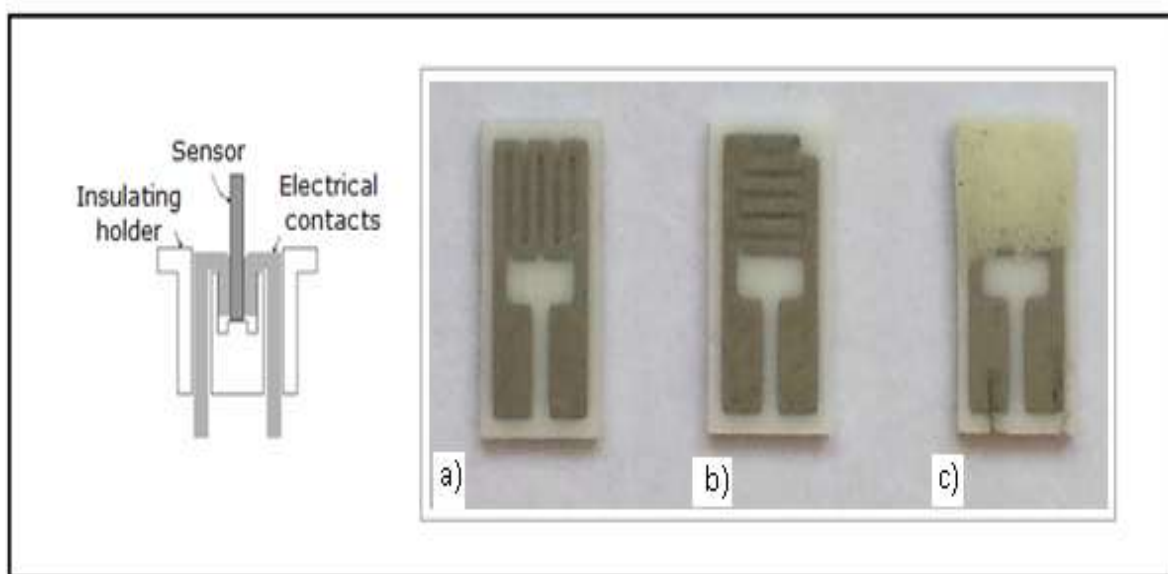 Sensor
Insulating
holder
Electrical
contacts
a)
b)
c)